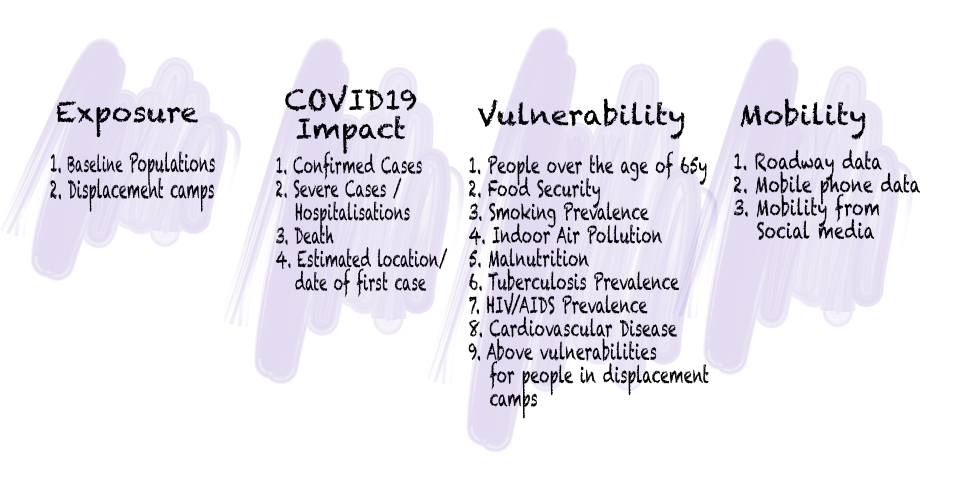 Exposure
1. Baseline Populations
2. Displacement camps
COVID19
Impact
1. Confirmed Cases
2. Severe Cases /
Hospitalisations
3. Death
4. Estimated location/
date of first case
Vulnerability
1. People over the age of 65y
2. Food Security
3. Smoking Prevalence
4. Indoor Air Pollution
5. Malnutrition
6. Tuberculosis Prevalence
7. HIV/AIDS Prevalence
8. Cardiovascular Disease
9. Above vulnerabilities
for people in displacement
camps
Mobility
1. Roadway data
2. Mobile phone data
3. Mobility from
Social media